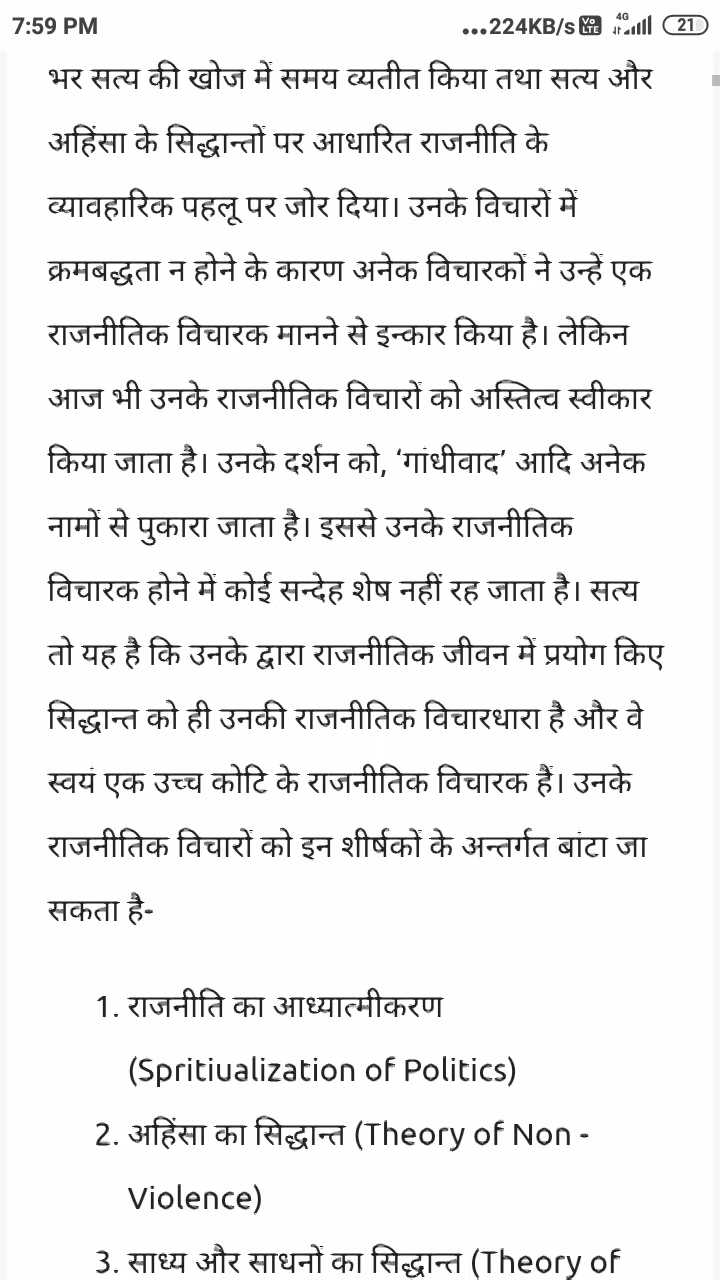 7:59 PM
...224KB/s Vo LTE 4G 21
भर सत्य की खोज में समय व्यतीत किया तथा सत्य और
अहिंसा के सिद्धान्तों पर आधारित राजनीति के
व्यावहारिक पहलू पर जोर दिया। उनके विचारों में
क्रमबद्धता न होने के कारण अनेक विचारकों ने उन्हें एक
राजनीतिक विचारक मानने से इन्कार किया है। लेकिन
आज भी उनके राजनीतिक विचारों को अस्तित्व स्वीकार
किया जाता है। उनके दर्शन को, ‘गांधीवाद’ आदि अनेक
नामों से पुकारा जाता है। इससे उनके राजनीतिक
विचारक होने में कोई सन्देह शेष नहीं रह जाता है। सत्य
तो यह है कि उनके द्वारा राजनीतिक जीवन में प्रयोग किए
सिद्धान्त को ही उनकी राजनीतिक विचारधारा है और वे
स्वयं एक उच्च कोटि के राजनीतिक विचारक हैं। उनके
राजनीतिक विचारों को इन शीर्षकों के अन्तर्गत बांटा जा
सकता है-
1. राजनीति का आध्यात्मीकरण
(Spritiualization of Politics)
2. अहिंसा का सिद्धान्त (Theory of Non -
Violence)
3. साध्य और साधनों का सिद्धान्त (Theory of